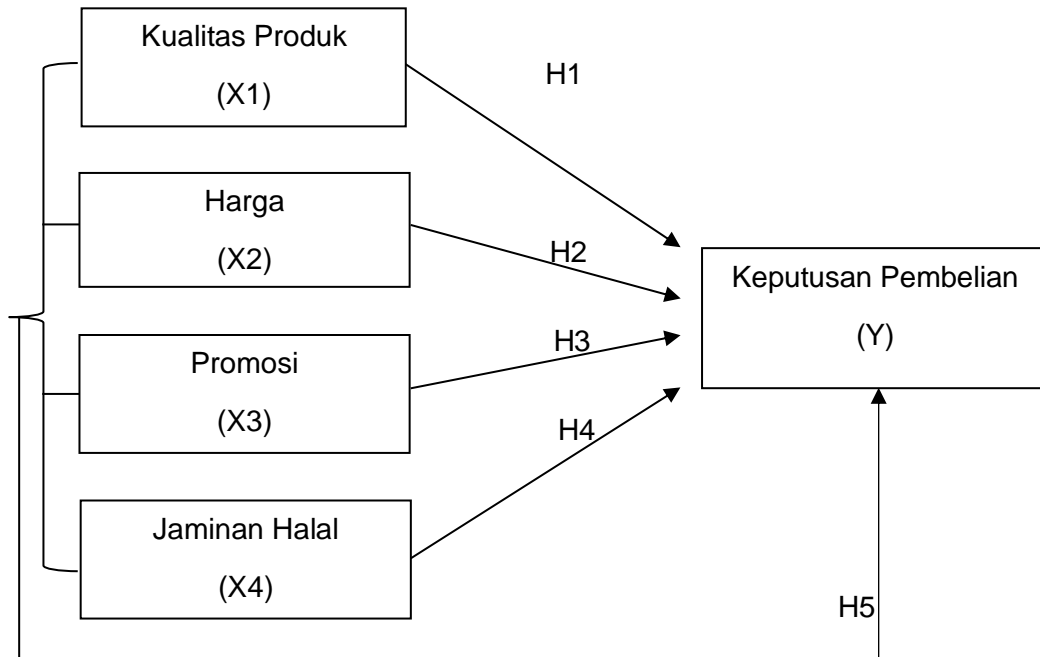 Kualitas Produk
(X1)
H1
Harga
(X2)
H2
Keputusan Pembelian
(Y)
Promosi
(X3)
H3
H4
Jaminan Halal
(X4)
H5